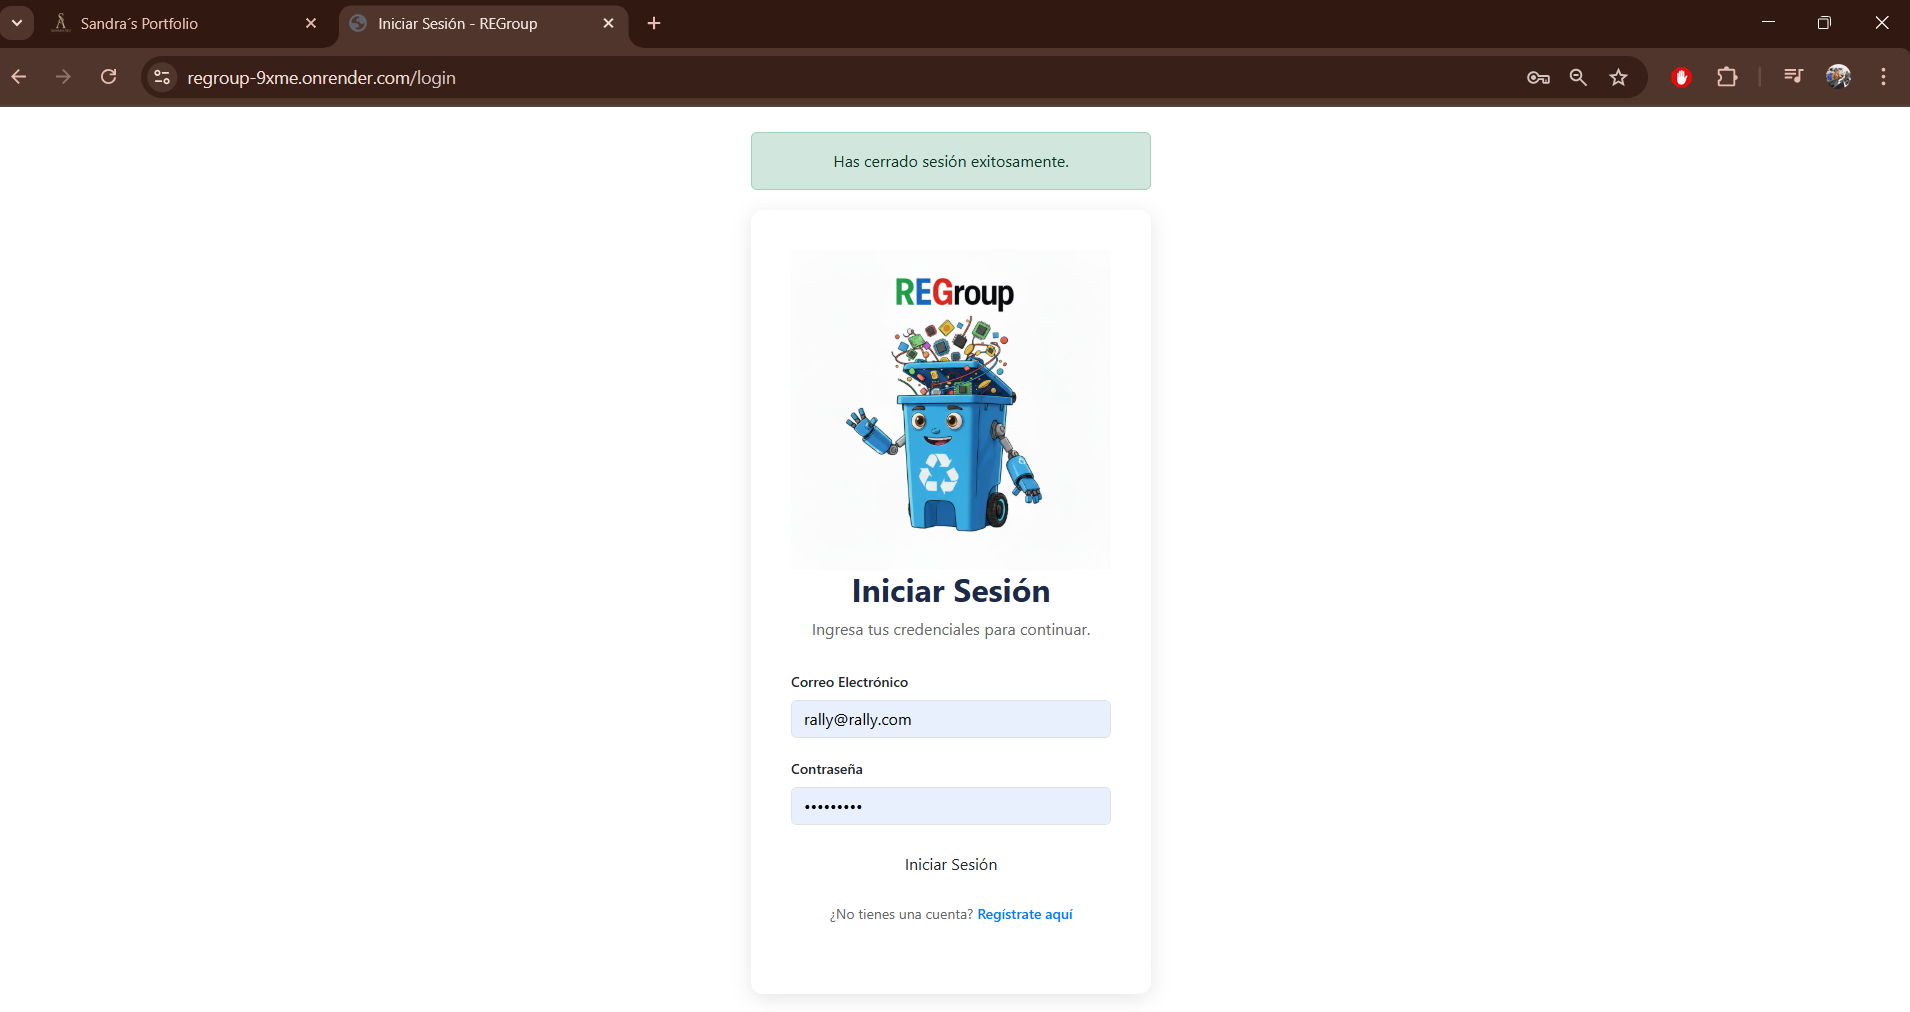 Sandra´s Portfolio
Iniciar Sesión - REGroup
regroup-9xme.onrender.com/login
Has cerrado sesión exitosamente.
REGroup
Iniciar Sesión
Ingresa tus credenciales para continuar.
Correo Electrónico
rally@rally.com
Contraseña
•••••••••
Iniciar Sesión
¿No tienes una cuenta? Regístrate aquí